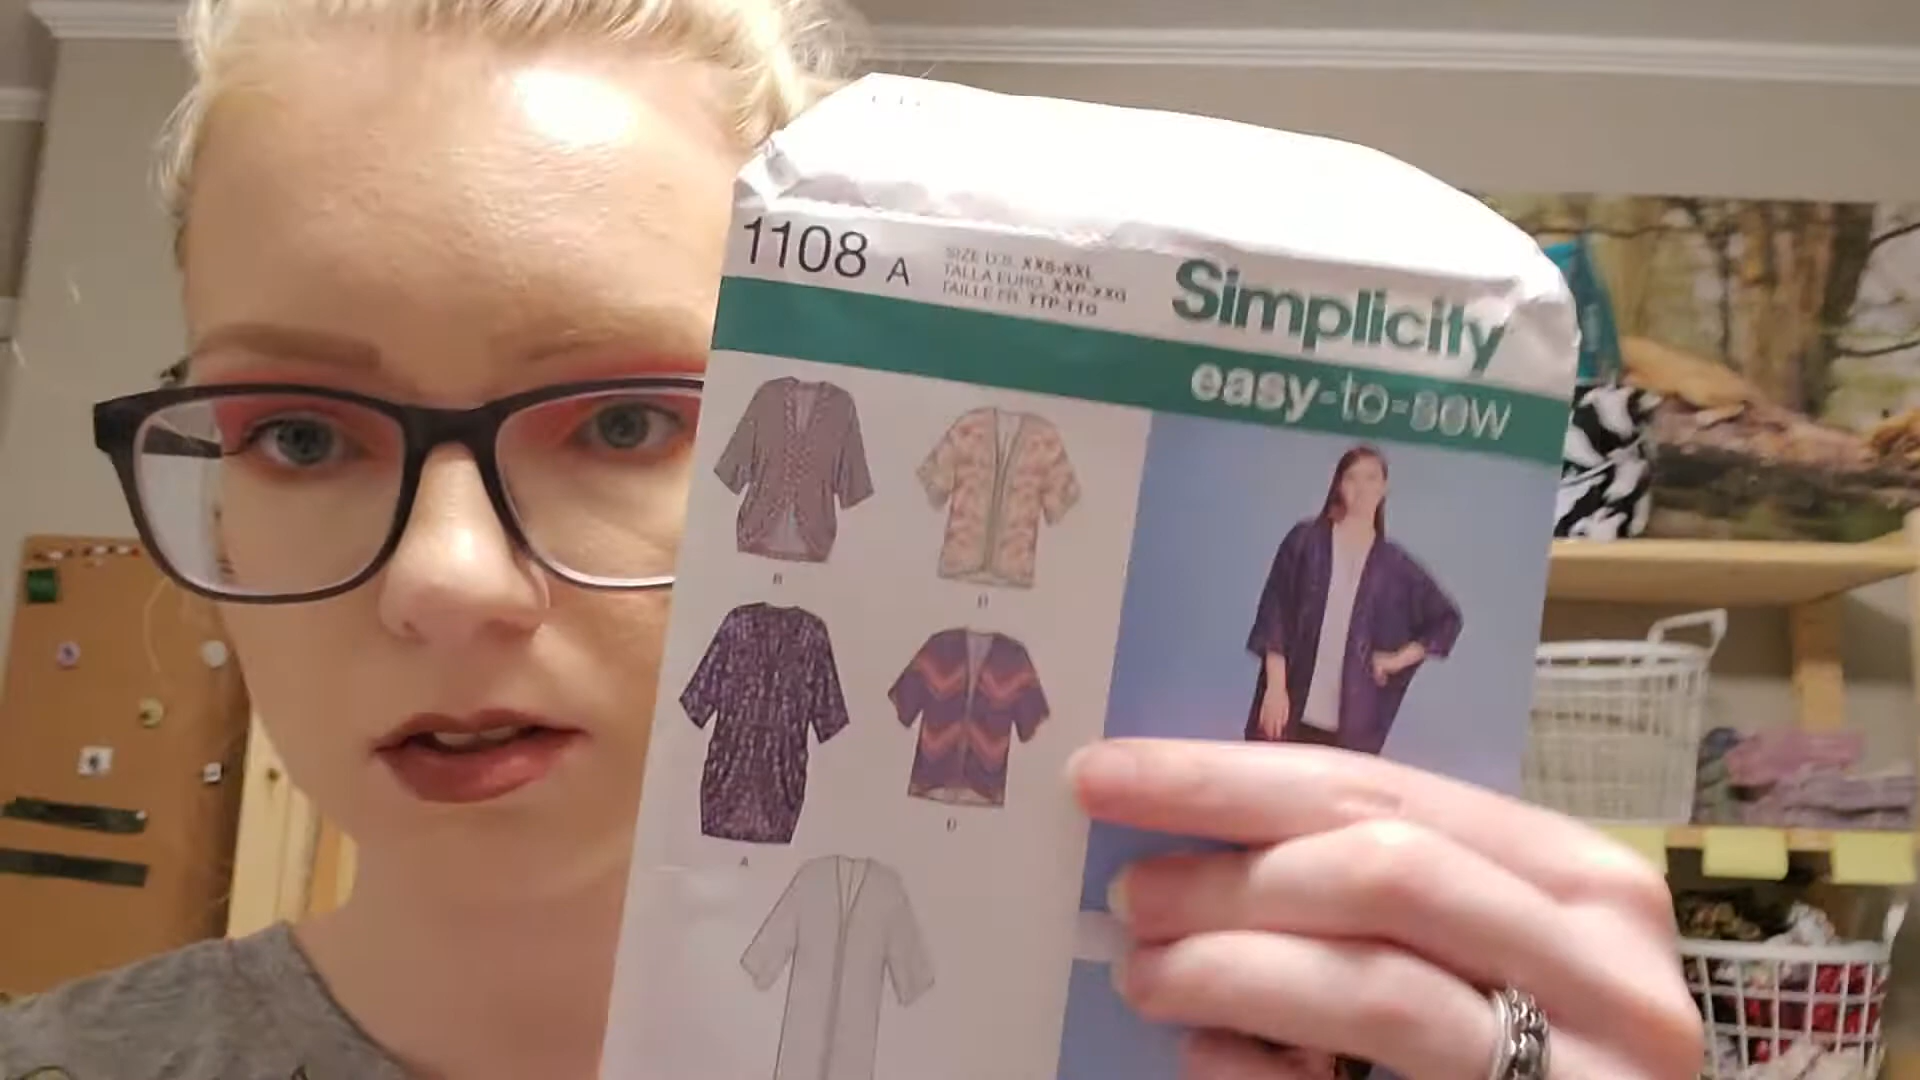 1108 A
SIZE U.S. XXS-XXL
TALLA EURO. XXP-XXG
TAILLE FR. TTP-TTG
Simplicity
easy-to-sew
B
D
A